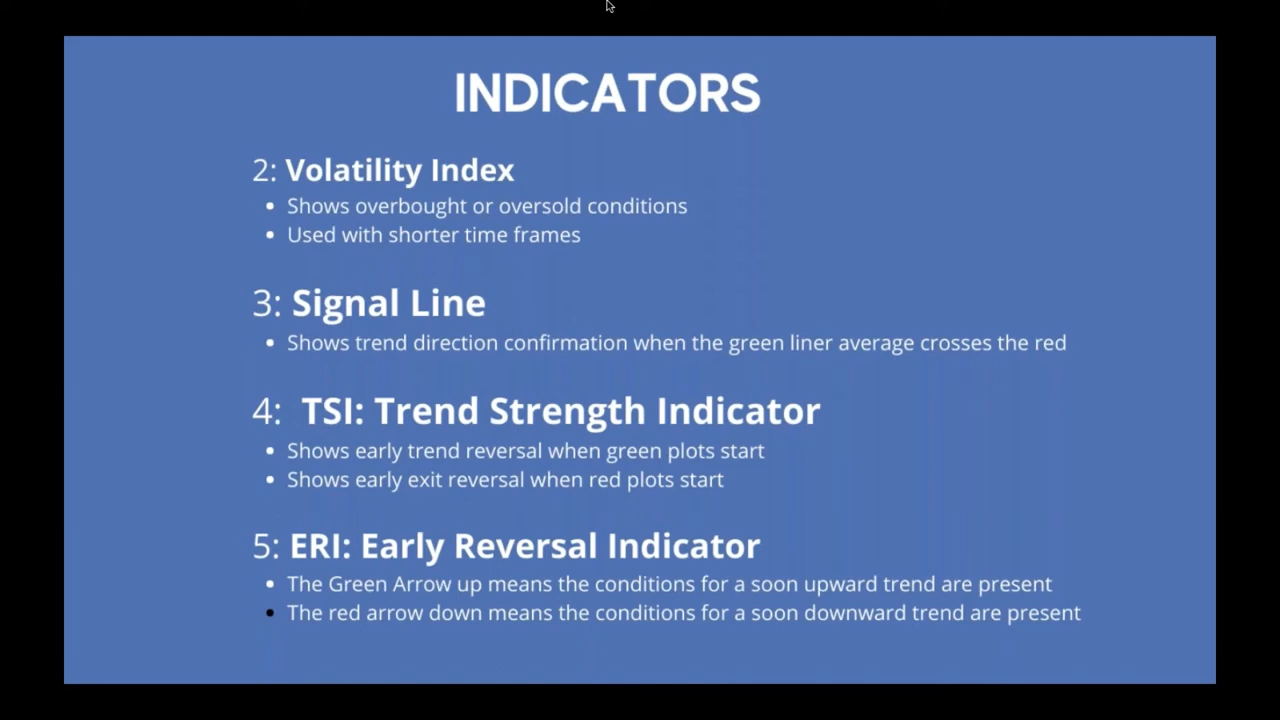 INDICATORS
2: Volatility Index
• Shows overbought or oversold conditions
• Used with shorter time frames
3: Signal Line
• Shows trend direction confirmation when the green liner average crosses the red
4: TSI: Trend Strength Indicator
• Shows early trend reversal when green plots start
• Shows early exit reversal when red plots start
5: ERI: Early Reversal Indicator
• The Green Arrow up means the conditions for a soon upward trend are present
• The red arrow down means the conditions for a soon downward trend are present